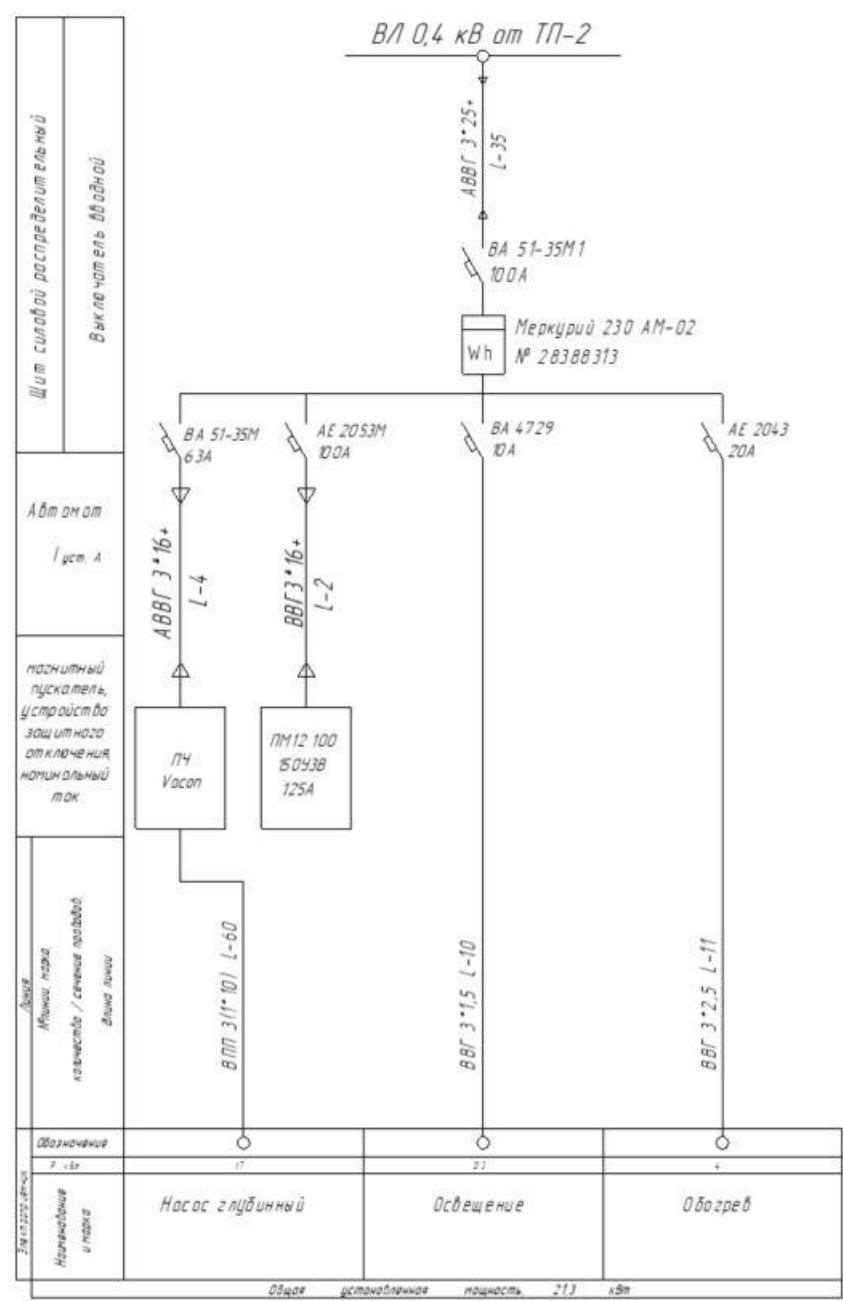 ВЛ 0,4 кВ от ТП-2
АВВГ 3*25+
L-35
ВА 51-35М1
100А
Меркурий 230 АМ-02
Wh
№ 28388313
ВА 51-35М
63А
АЕ 2053М
100А
ВА 4729
10А
АЕ 2043
20А
АВВГ 3*16+
L-4
ВВГ 3*16+
L-2
ПЧ
Vacon
ПМ12 100
150УЗВ
125А
ВПП 3(1*10) L-60
ВВГ 3*1,5 L-10
ВВГ 3*2,5 L-11
Щит силовой распределительный
Выключатель вводной
Автомат
I уст. А
магнитный
пускатель,
устройство
защитного
отключения,
номинальный
ток
Линия
№линии, марка
количество / сечение проводов.
длина линии
Обозначение
17
4
Наименование
и марка
Насос глубинный
Освещение
Обогрев
Общая установленная мощность, 21,3 кВт